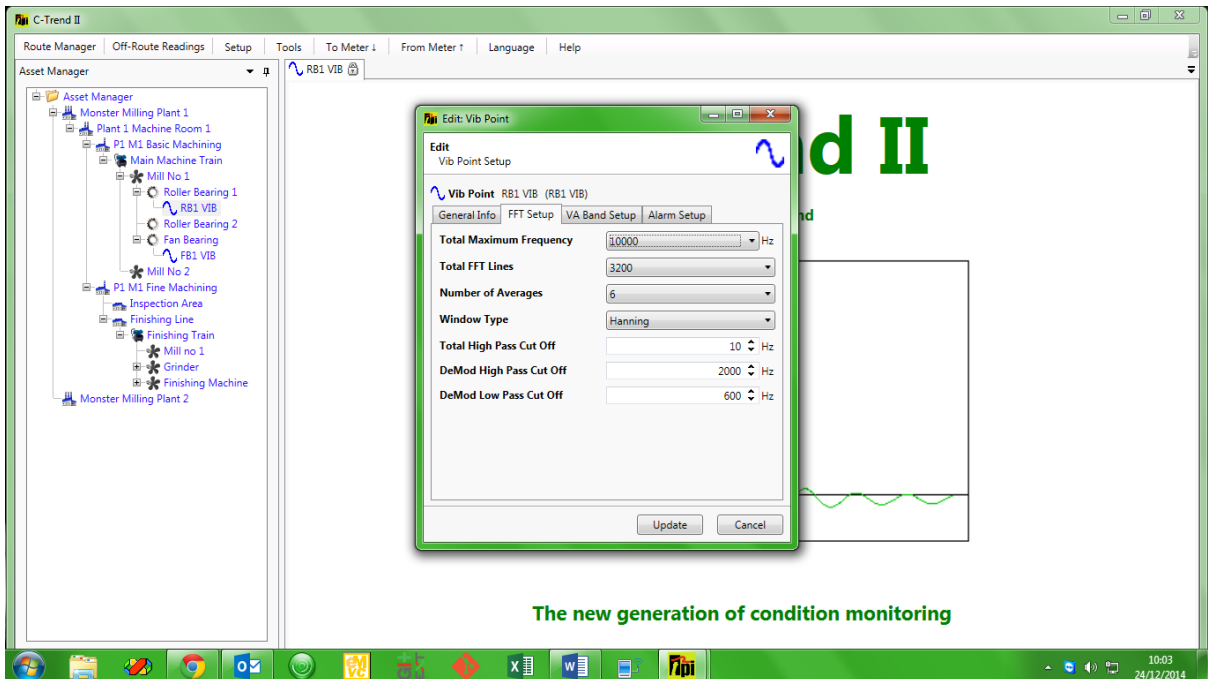 C-Trend II
Route Manager Off-Route Readings Setup Tools To Meter ↓ From Meter ↑ Language Help
Asset Manager
RB1 VIB
Asset Manager
Monster Milling Plant 1
Plant 1 Machine Room 1
P1 M1 Basic Machining
Main Machine Train
Mill No 1
Roller Bearing 1
RB1 VIB
Roller Bearing 2
Fan Bearing
FB1 VIB
Mill No 2
P1 M1 Fine Machining
Inspection Area
Finishing Line
Finishing Train
Mill no 1
Grinder
Finishing Machine
Monster Milling Plant 2
d II
nd
Edit: Vib Point
Edit
Vib Point Setup
Vib Point RB1 VIB (RB1 VIB)
General Info FFT Setup VA Band Setup Alarm Setup
Total Maximum Frequency 10000 Hz
Total FFT Lines 3200
Number of Averages 6
Window Type Hanning
Total High Pass Cut Off 10 Hz
DeMod High Pass Cut Off 2000 Hz
DeMod Low Pass Cut Off 600 Hz
Update Cancel
The new generation of condition monitoring
10:03
24/12/2014